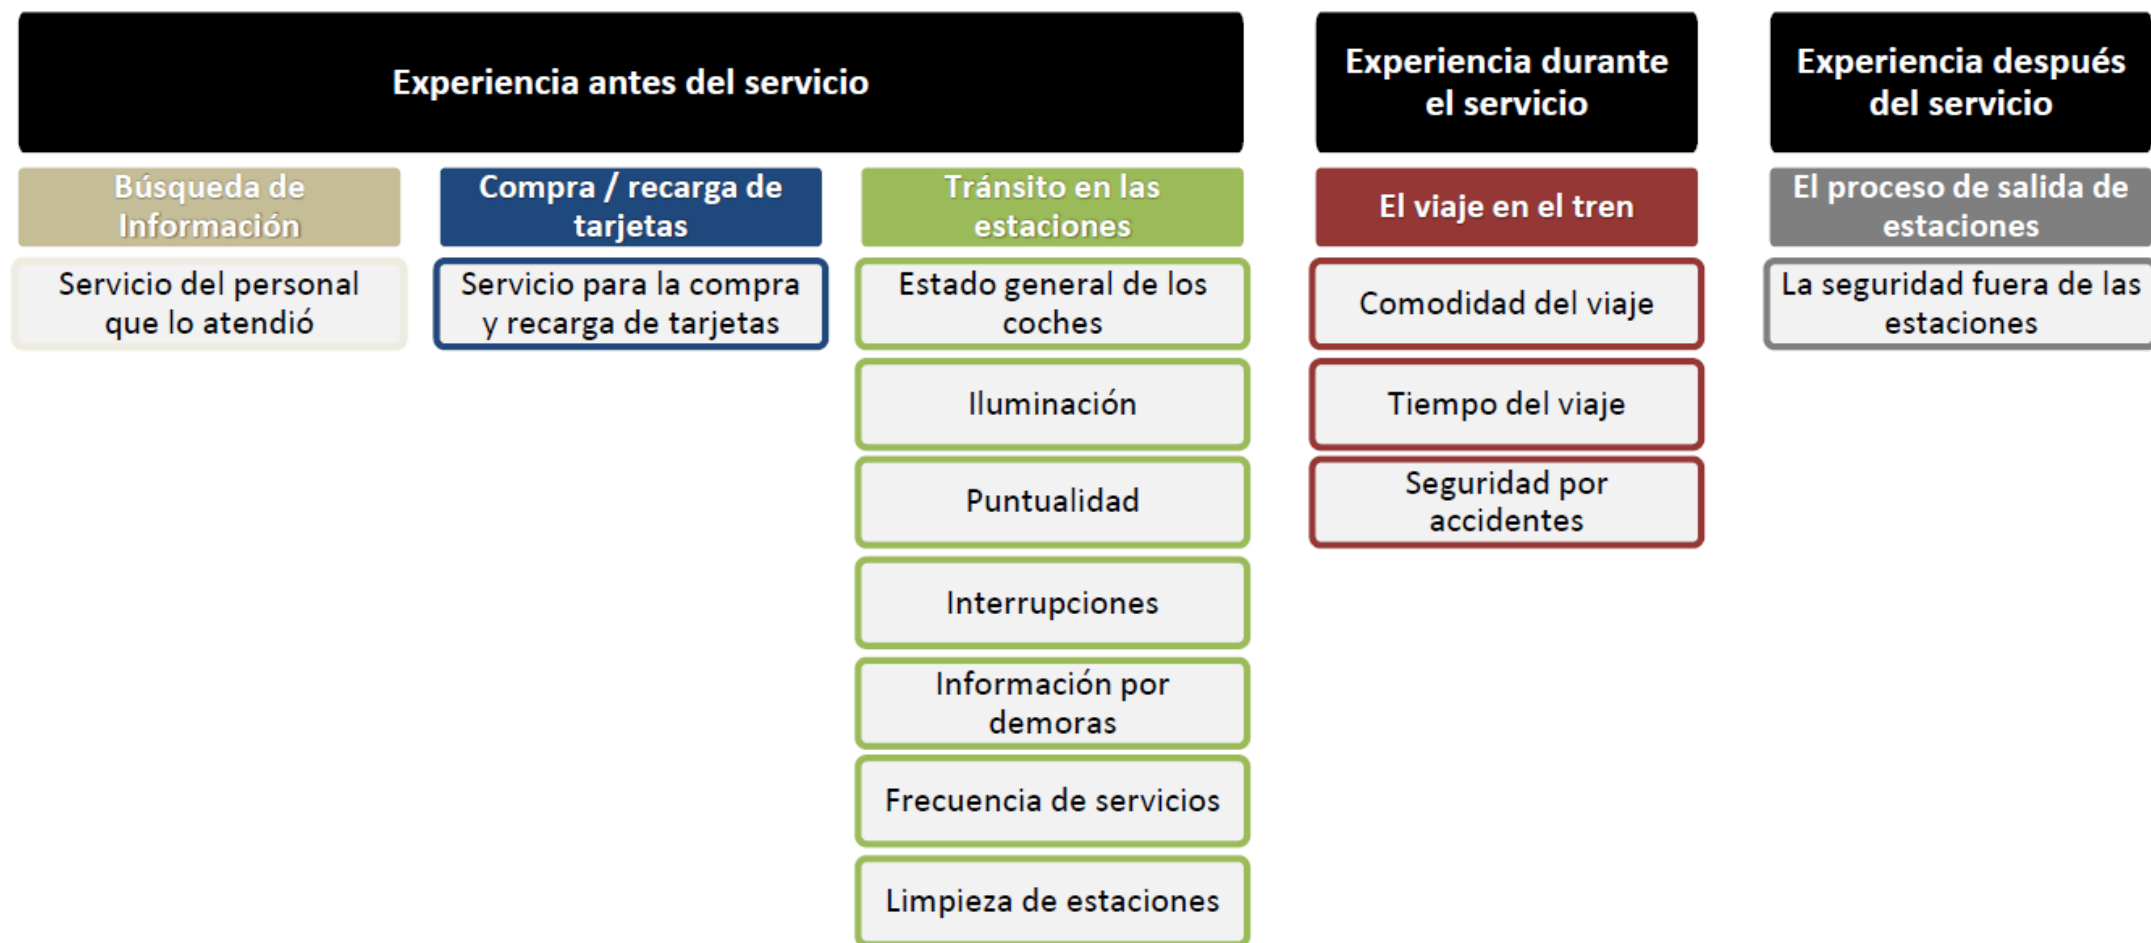 Experiencia antes del servicio
Experiencia durante
el servicio
Experiencia después
del servicio
Búsqueda de
Información
Compra / recarga de
tarjetas
Tránsito en las
estaciones
El viaje en el tren
El proceso de salida de
estaciones
Servicio del personal
que lo atendió
Servicio para la compra
y recarga de tarjetas
Estado general de los
coches
Iluminación
Puntualidad
Interrupciones
Información por
demoras
Frecuencia de servicios
Limpieza de estaciones
Comodidad del viaje
Tiempo del viaje
Seguridad por
accidentes
La seguridad fuera de las
estaciones